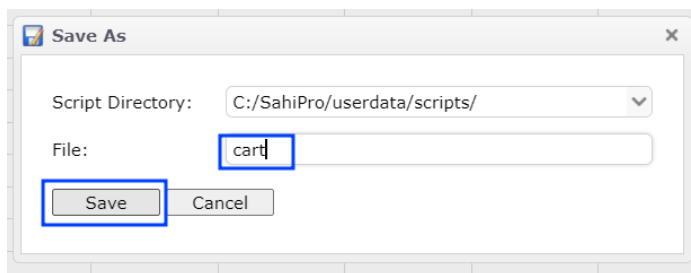 Save As
Script Directory: C:/SahiPro/userdata/scripts/
File: cart
Save Cancel